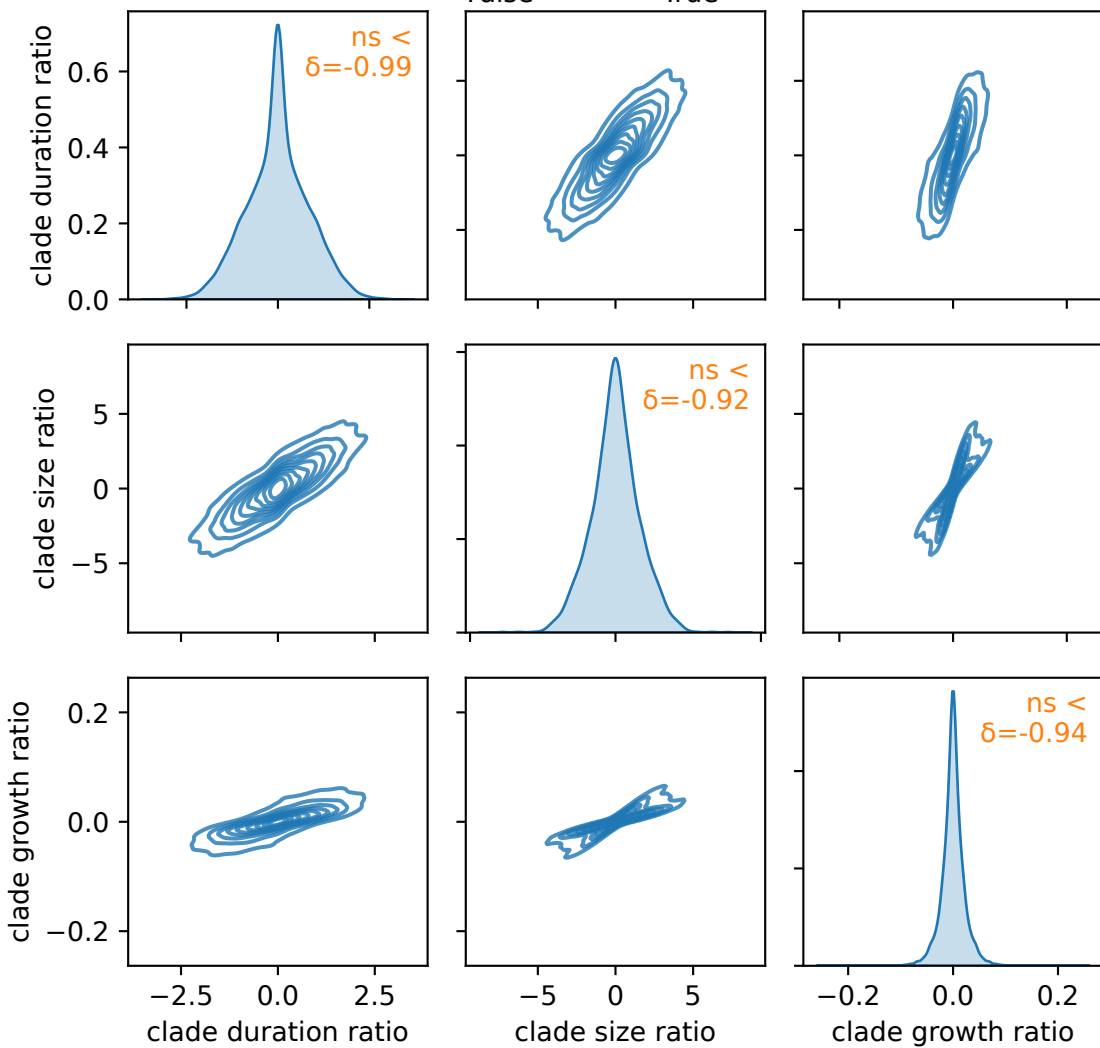 clade duration ratio
0.6
0.4
0.2
0.0
ns <
δ=-0.99
clade size ratio
5
0
−5
ns <
δ=-0.92
clade growth ratio
0.2
0.0
−0.2
ns <
δ=-0.94
−2.5 0.0 2.5
−5 0 5
−0.2 0.0 0.2
clade duration ratio
clade size ratio
clade growth ratio